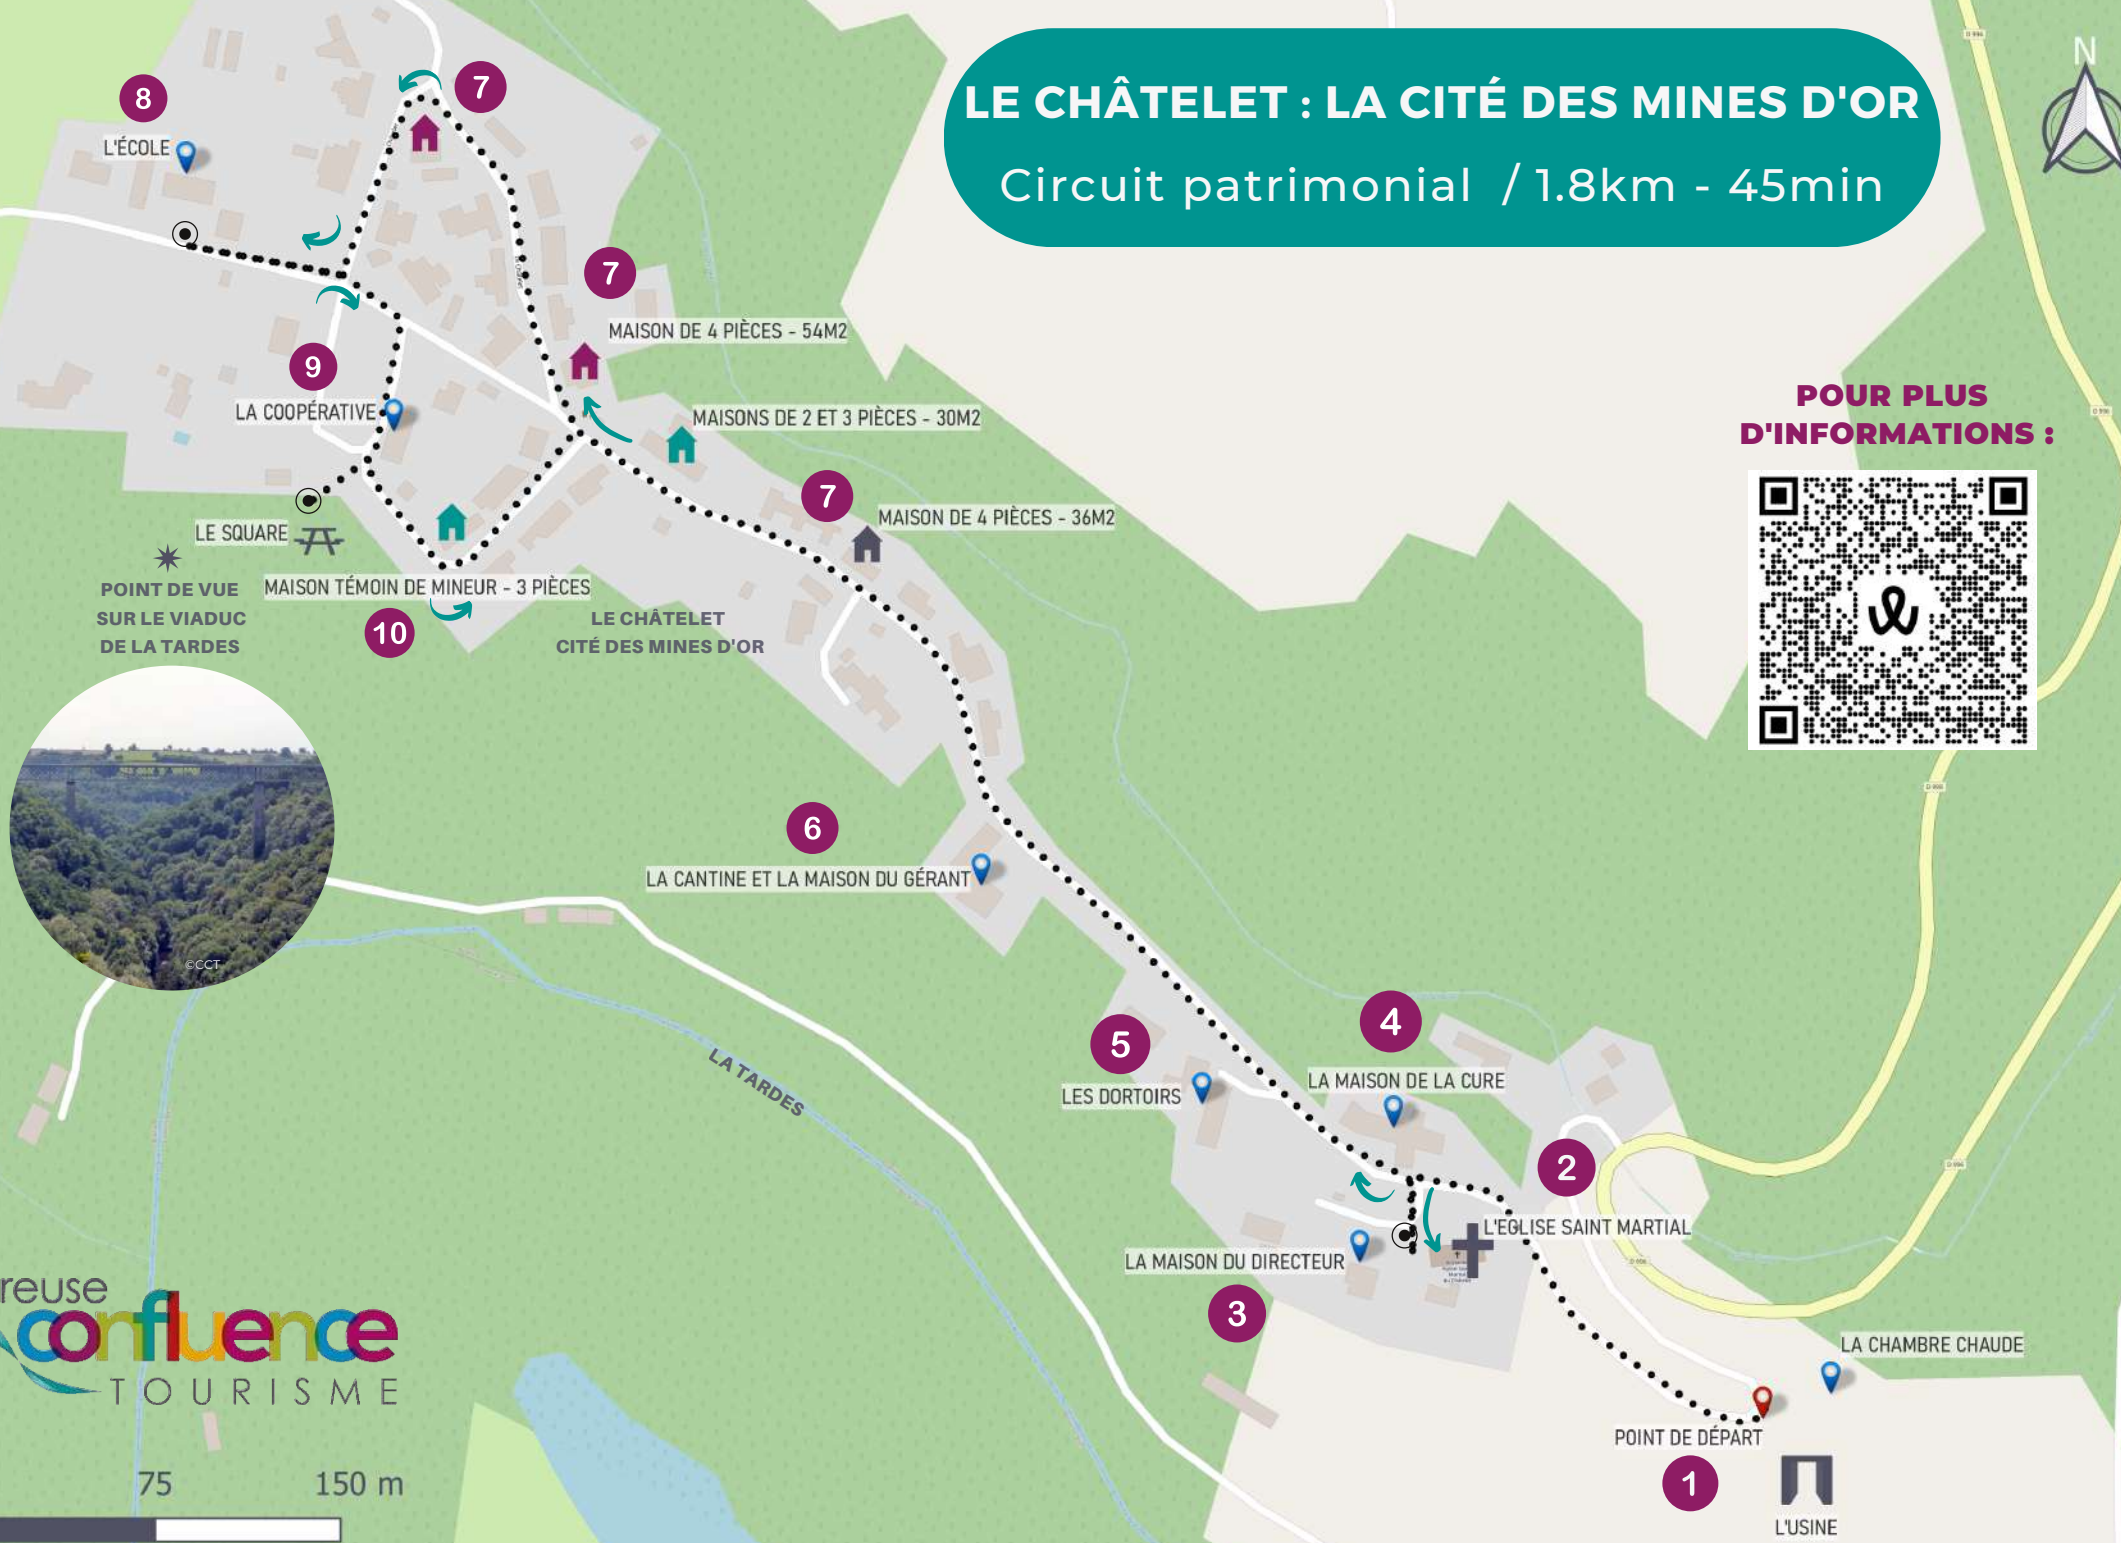 LE CHÂTELET : LA CITÉ DES MINES D'OR
Circuit patrimonial / 1.8km - 45min
N
D 996
8
L'ÉCOLE
7
7
MAISON DE 4 PIÈCES - 54M2
9
LA COOPÉRATIVE
MAISONS DE 2 ET 3 PIÈCES - 30M2
POUR PLUS
D'INFORMATIONS :
7
MAISON DE 4 PIÈCES - 36M2
LE SQUARE
POINT DE VUE
SUR LE VIADUC
DE LA TARDES
MAISON TÉMOIN DE MINEUR - 3 PIÈCES
10
LE CHÂTELET
CITÉ DES MINES D'OR
6
LA CANTINE ET LA MAISON DU GÉRANT
©CCT
LA TARDES
5
LES DORTOIRS
4
LA MAISON DE LA CURE
2
L'EGLISE SAINT MARTIAL
LA MAISON DU DIRECTEUR
3
LA CHAMBRE CHAUDE
POINT DE DÉPART
1
L'USINE
reuse
confluence
TOURISME
75
150 m